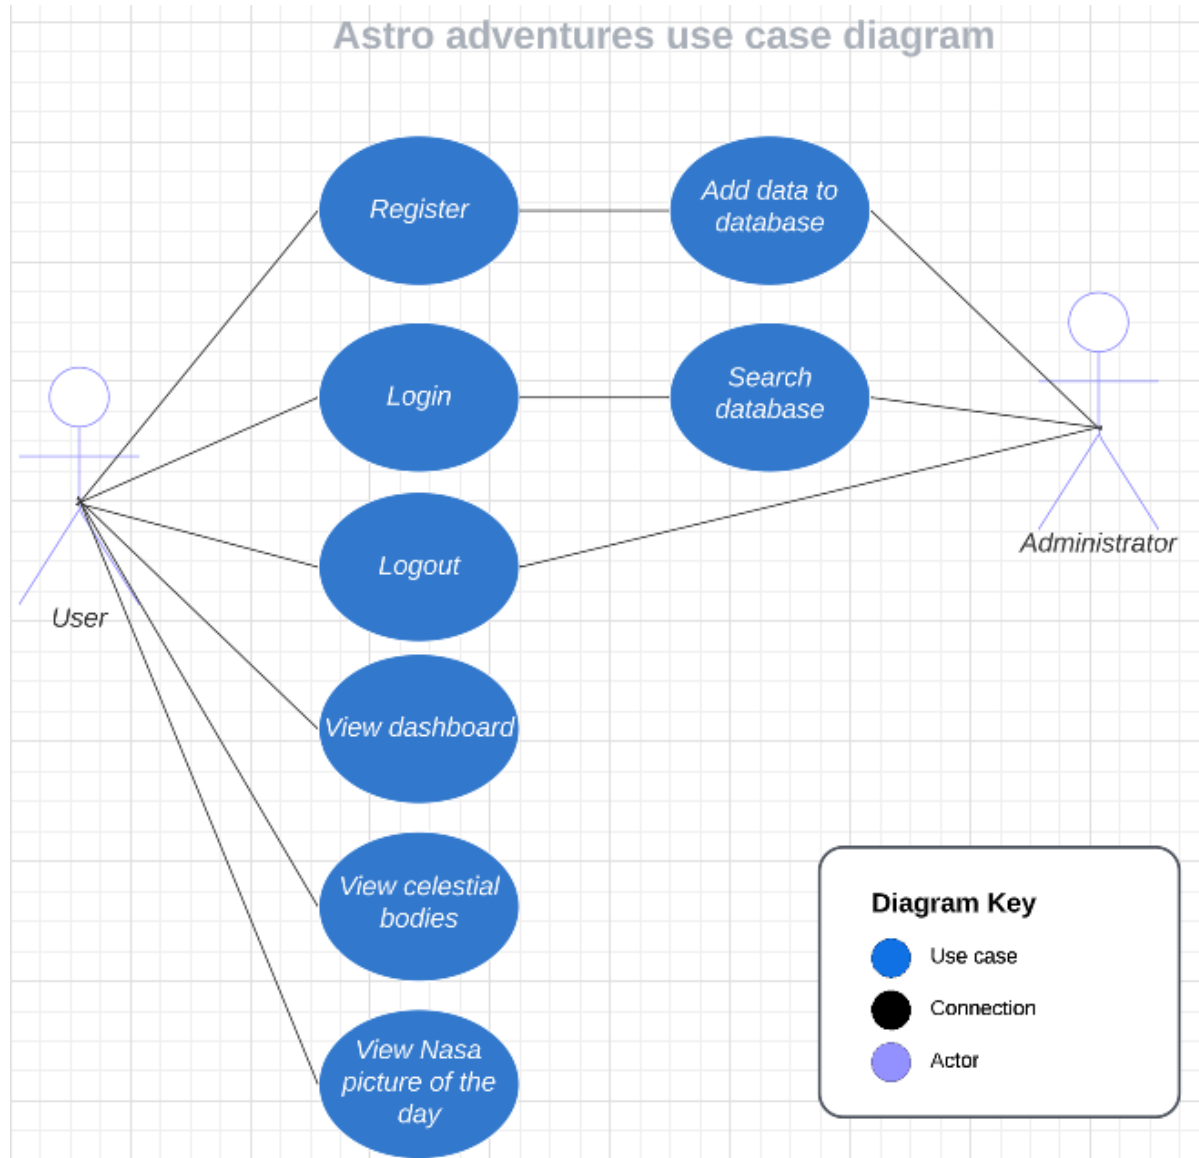 Astro adventures use case diagram
Register
Add data to
database
Login
Search
database
Logout
User
Administrator
View dashboard
View celestial
bodies
View Nasa
picture of the
day
Diagram Key
Use case
Connection
Actor